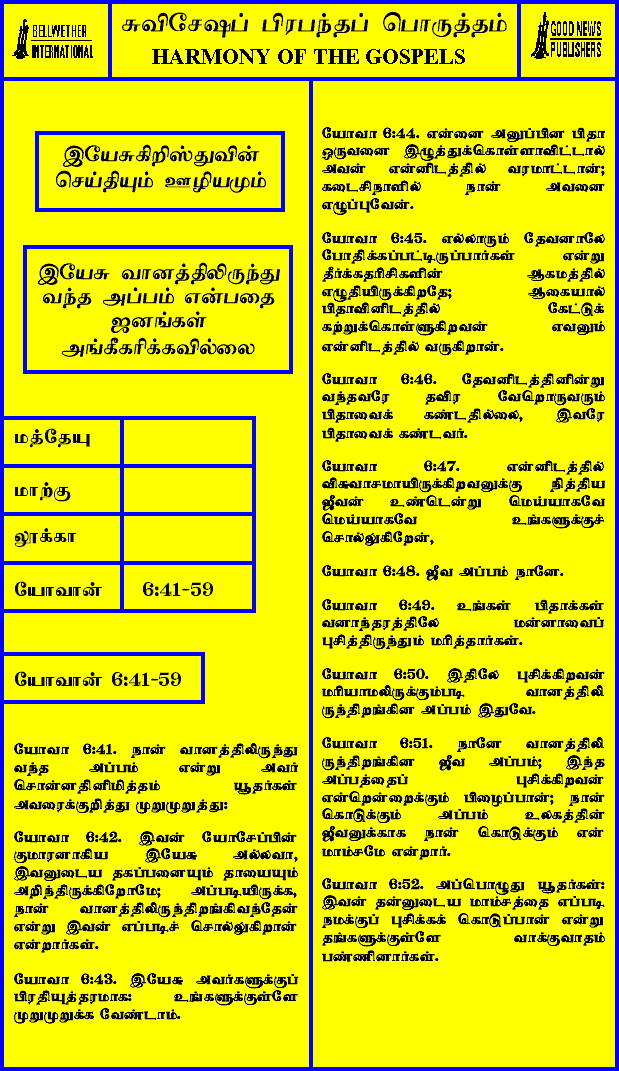 BELLWETHER
INTERNATIONAL
சுவிசேஷப் பிரபந்தப் பொருத்தம்
HARMONY OF THE GOSPELS
GOOD NEWS
PUBLISHERS
இயேசுகிறிஸ்துவின்
செய்தியும் ஊழியமும்
இயேசு வானத்திலிருந்து
வந்த அப்பம் என்பதை
ஜனங்கள்
அங்கீகரிக்கவில்லை
மத்தேயு
மாற்கு
லூக்கா
யோவான் 6:41-59
யோவான் 6:41-59
யோவா 6:41. நான் வானத்திலிருந்து
வந்த அப்பம் என்று அவர்
சொன்னதினிமித்தம் யூதர்கள்
அவரைக்குறித்து முறுமுறுத்து:
யோவா 6:42. இவன் யோசேப்பின்
குமாரனாகிய இயேசு அல்லவா,
இவனுடைய தகப்பனையும் தாயையும்
அறிந்திருக்கிறோமே; அப்படியிருக்க,
நான் வானத்திலிருந்திறங்கிவந்தேன்
என்று இவன் எப்படிச் சொல்லுகிறான்
என்றார்கள்.
யோவா 6:43. இயேசு அவர்களுக்குப்
பிரதியுத்தரமாக: உங்களுக்குள்ளே
முறுமுறுக்க வேண்டாம்.
யோவா 6:44. என்னை அனுப்பின பிதா
ஒருவனை இழுத்துக்கொள்ளாவிட்டால்
அவன் என்னிடத்தில் வரமாட்டான்;
கடைசிநாளில் நான் அவனை
எழுப்புவேன்.
யோவா 6:45. எல்லாரும் தேவனாலே
போதிக்கப்பட்டிருப்பார்கள் என்று
தீர்க்கதரிசிகளின் ஆகமத்தில்
எழுதியிருக்கிறதே; ஆகையால்
பிதாவினிடத்தில் கேட்டுக்
கற்றுக்கொள்ளுகிறவன் எவனும்
என்னிடத்தில் வருகிறான்.
யோவா 6:46. தேவனிடத்தினின்று
வந்தவரே தவிர வேறொருவரும்
பிதாவைக் கண்டதில்லை, இவரே
பிதாவைக் கண்டவர்.
யோவா 6:47. என்னிடத்தில்
விசுவாசமாயிருக்கிறவனுக்கு நித்திய
ஜீவன் உண்டென்று மெய்யாகவே
மெய்யாகவே உங்களுக்குச்
சொல்லுகிறேன்,
யோவா 6:48. ஜீவ அப்பம் நானே.
யோவா 6:49. உங்கள் பிதாக்கள்
வனாந்தரத்திலே மன்னாவைப்
புசித்திருந்தும் மரித்தார்கள்.
யோவா 6:50. இதிலே புசிக்கிறவன்
மரியாமலிருக்கும்படி வானத்திலி
ருந்திறங்கின அப்பம் இதுவே.
யோவா 6:51. நானே வானத்திலி
ருந்திறங்கின ஜீவ அப்பம்; இந்த
அப்பத்தைப் புசிக்கிறவன்
என்றென்றைக்கும் பிழைப்பான்; நான்
கொடுக்கும் அப்பம் உலகத்தின்
ஜீவனுக்காக நான் கொடுக்கும் என்
மாம்சமே என்றார்.
யோவா 6:52. அப்பொழுது யூதர்கள்:
இவன் தன்னுடைய மாம்சத்தை எப்படி
நமக்குப் புசிக்கக் கொடுப்பான் என்று
தங்களுக்குள்ளே வாக்குவாதம்
பண்ணினார்கள்.